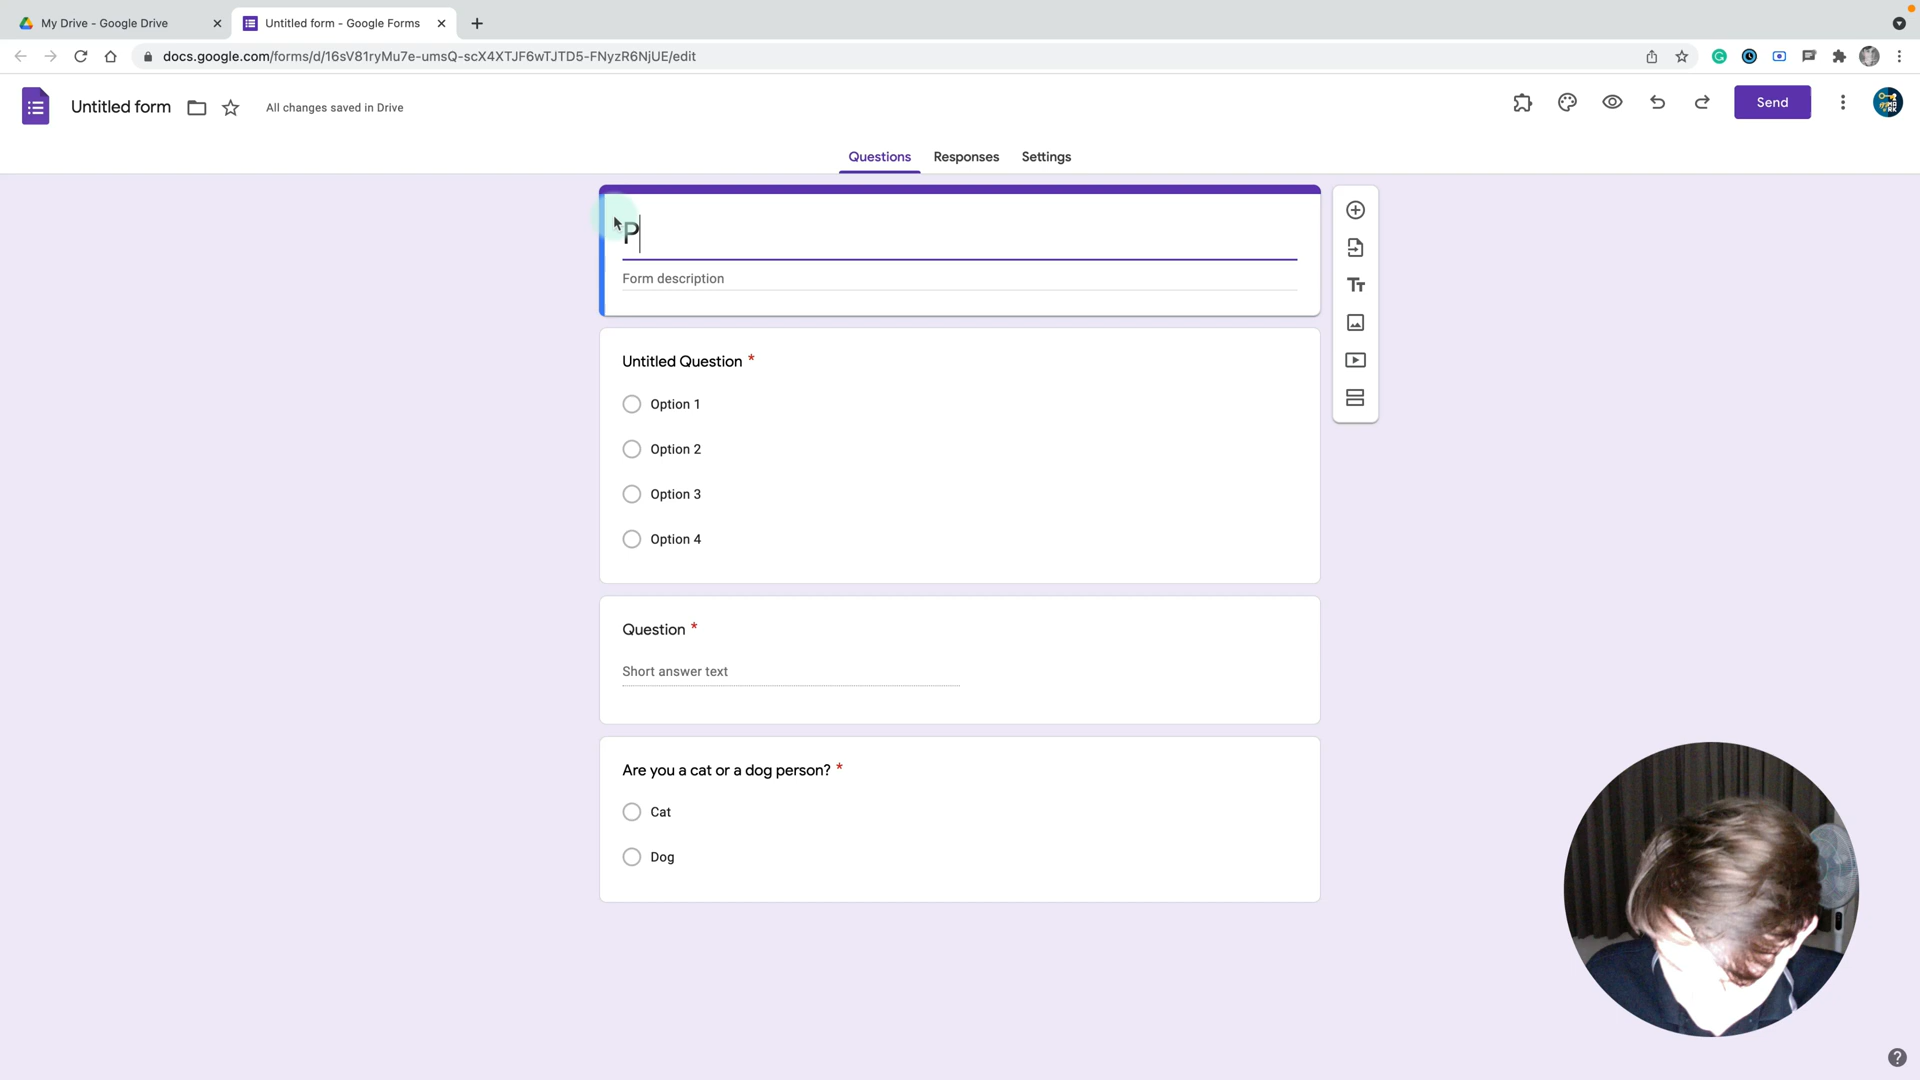 My Drive - Google Drive
Untitled form - Google Forms
docs.google.com/forms/d/16sV81ryMu7e-umsQ-scX4XTJF6wTJTD5-FNyzR6NjUE/edit
Untitled form
All changes saved in Drive
Send
Questions
Responses
Settings
P
Form description
Tт
Untitled Question *
Option 1
Option 2
Option 3
Option 4
Question *
Short answer text
Are you a cat or a dog person? *
Cat
Dog